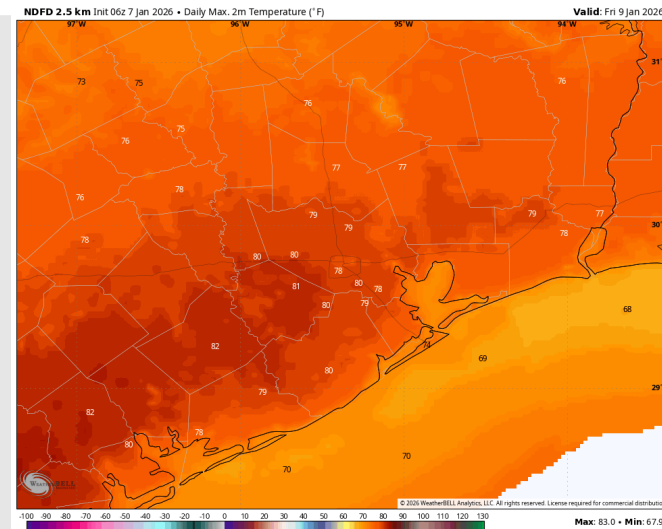 NDFD 2.5 km Init 06z 7 Jan 2026 • Daily Max. 2m Temperature (°F) Valid: Fri 9 Jan 2026
97°W 96°W 95°W 94°W
31°
73 75 76 76
75
76
77 77
78
76
79 79 77
79
78 78
30°
80 80
78
81 80 78
80 79
68
82 74
69
80
79 29°
82
78
80
70
70
WEATHERBELL
© 2026 WeatherBELL Analytics, LLC. All rights reserved. License required for commercial distribution
-100 -90 -80 -70 -60 -50 -40 -30 -20 -10 0 10 20 30 40 50 60 70 80 90 100 110 120 130
Max: 83.0 • Min: 67.9